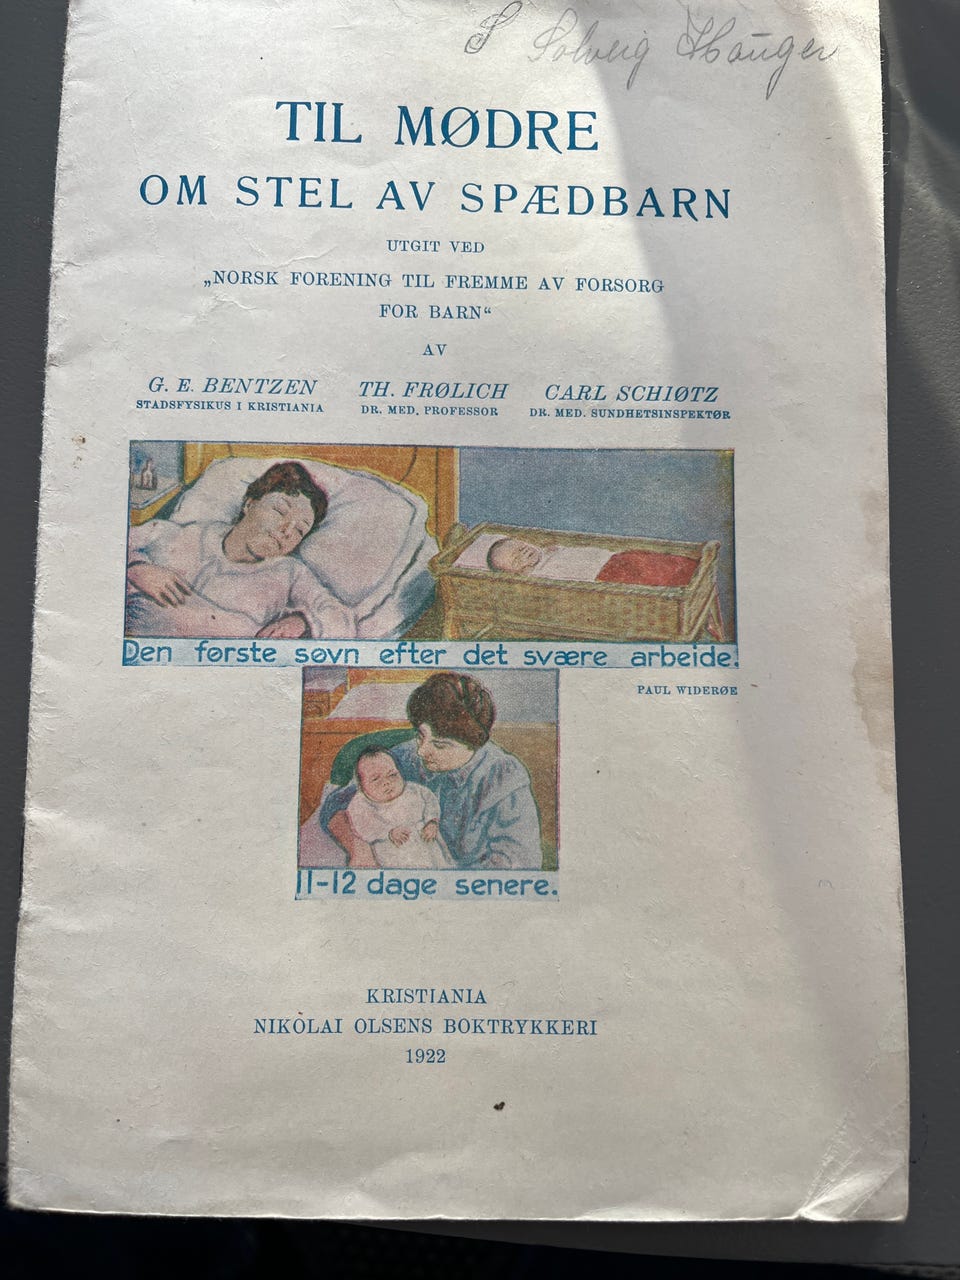 S Solveig Hauger
TIL MØDRE
OM STEL AV SPÆDBARN
UTGIT VED
„NORSK FORENING TIL FREMME AV FORSORG
FOR BARN“
AV
G. E. BENTZEN TH. FRØLICH CARL SCHIØTZ
STADSFYSIKUS I KRISTIANIA DR. MED. PROFESSOR DR. MED. SUNDHETSINSPEKTØR
Den første søvn efter det svære arbeide.
PAUL WIDERØE
11-12 dage senere.
KRISTIANIA
NIKOLAI OLSENS BOKTRYKKERI
1922